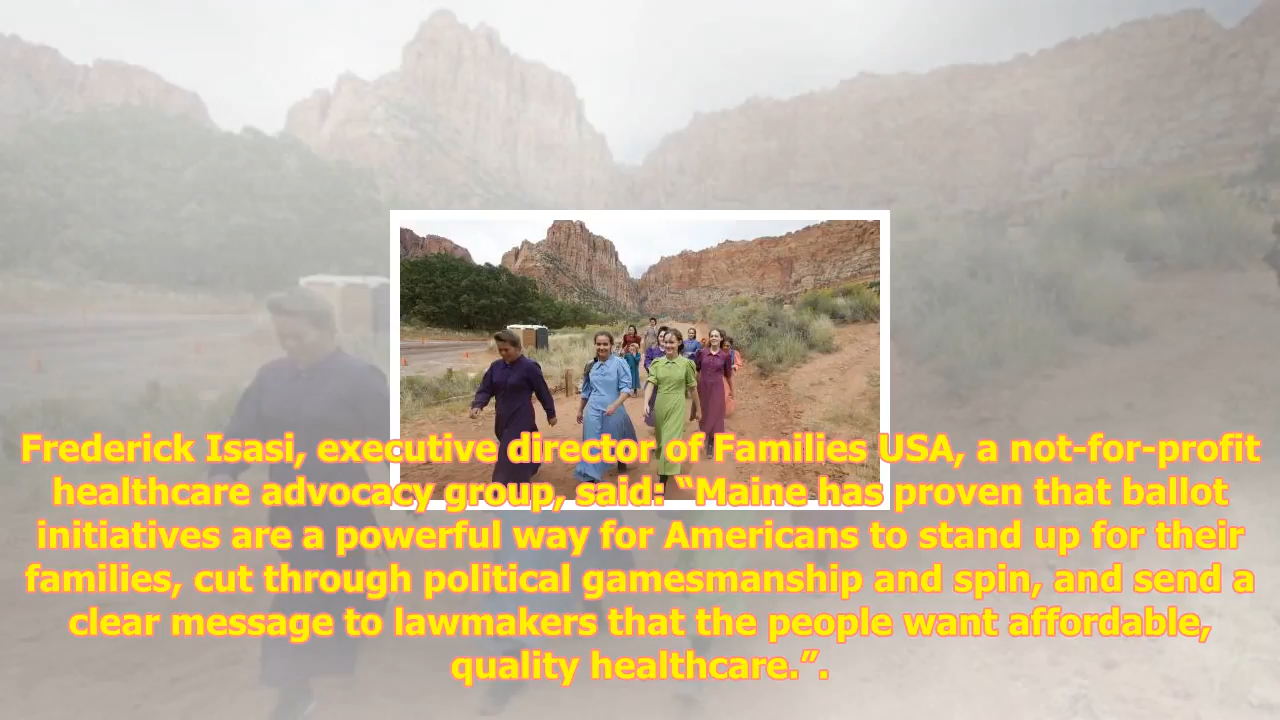 Frederick Isasi, executive director of Families USA, a not-for-profit
healthcare advocacy group, said: “Maine has proven that ballot
initiatives are a powerful way for Americans to stand up for their
families, cut through political gamesmanship and spin, and send a
clear message to lawmakers that the people want affordable,
quality healthcare.”.